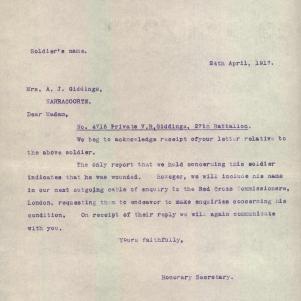 Soldier's name.
24th April, 1917.
Mrs. A. J. Giddings,
NARRACOORTE.
Dear Madam,
No. 4716 Private V.R. Giddings, 27th Battalion.
We beg to acknowledge receipt of your letter relative to
the above soldier.
The only report that we hold concerning this soldier
indicates that he was wounded. However, we will include his name
in our next outgoing cable of enquiry to the Red Cross Commissioners,
London, requesting them to endeavor to make enquiries concerning his
condition. On receipt of their reply we will again communicate
with you.
Yours faithfully,
Honorary Secretary.